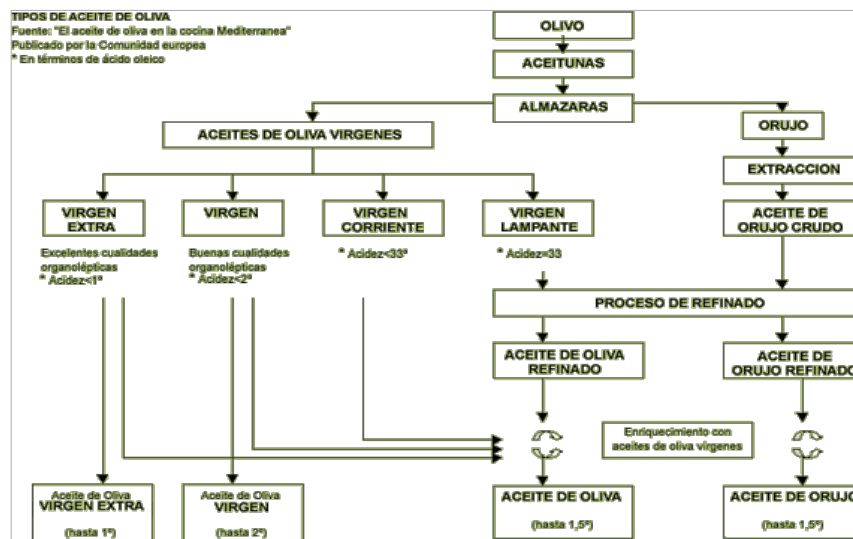 TIPOS DE ACEITE DE OLIVA
Fuente: "El aceite de oliva en la cocina Mediterranea"
Publicado por la Comunidad europea
* En términos de ácido oleico
OLIVO
ACEITUNAS
ALMAZARAS
ACEITES DE OLIVA VIRGENES
ORUJO
EXTRACCION
VIRGEN
EXTRA
VIRGEN
VIRGEN
CORRIENTE
VIRGEN
LAMPANTE
ACEITE DE
ORUJO CRUDO
Excelentes cualidades
organolépticas
* Acidez<1º
Buenas cualidades
organolépticas
* Acidez<2º
* Acidez<33º
* Acidez=33
PROCESO DE REFINADO
ACEITE DE OLIVA
REFINADO
ACEITE DE
ORUJO REFINADO
Enriquecimiento con
aceites de oliva vírgenes
Aceite de Oliva
VIRGEN EXTRA
(hasta 1º)
Aceite de Oliva
VIRGEN
(hasta 2º)
ACEITE DE OLIVA
(hasta 1,5º)
ACEITE DE ORUJO
(hasta 1,5º)